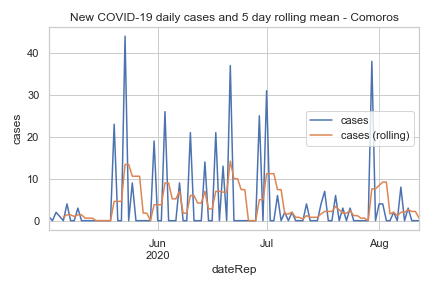 New COVID-19 daily cases and 5 day rolling mean - Comoros
cases
40
30
20
10
0
cases
cases (rolling)
Jun
2020
Jul
Aug
dateRep